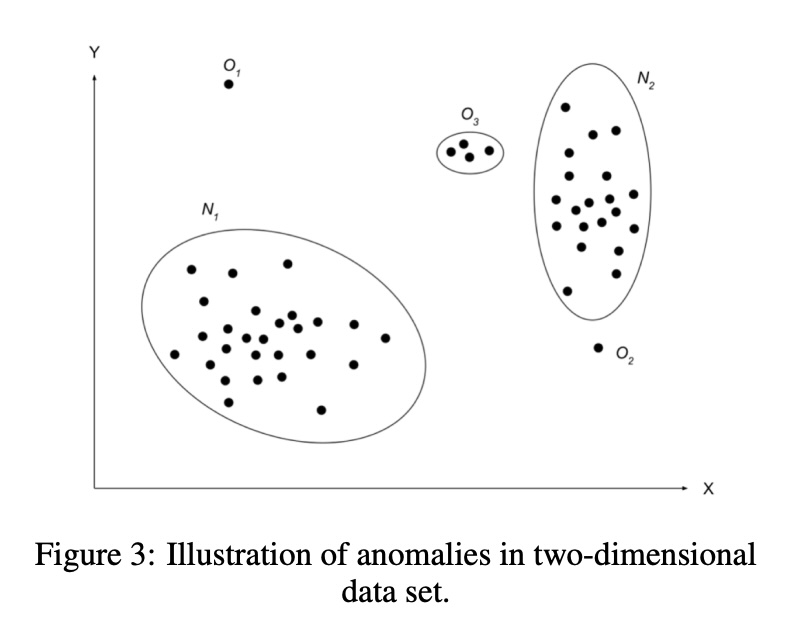 Y
O1
N2
O3
N1
O2
X
Figure 3: Illustration of anomalies in two-dimensional
data set.